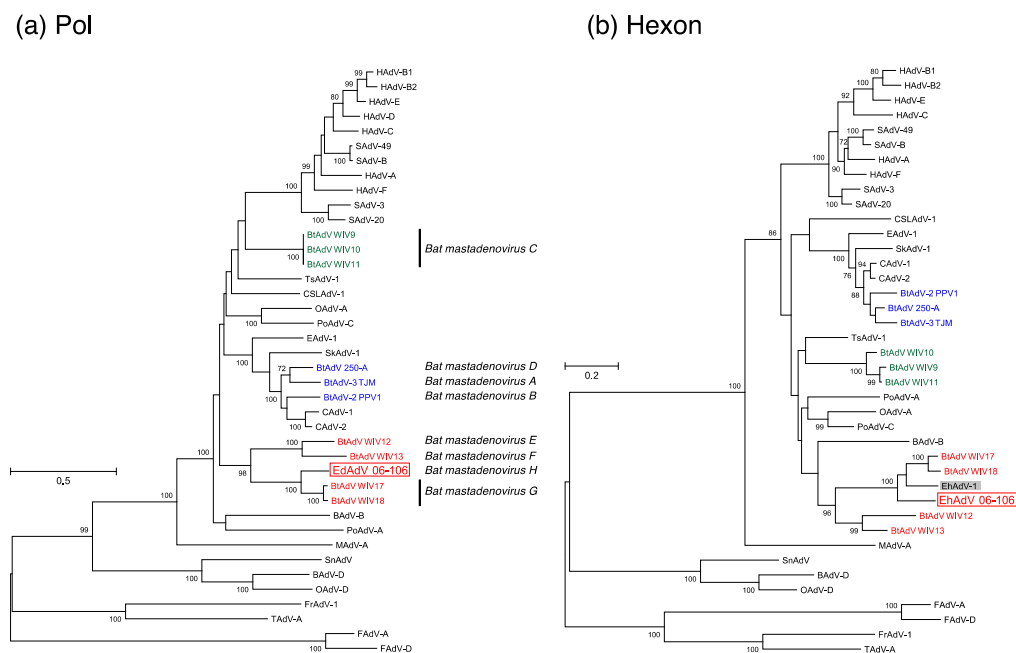 (a) Pol
HAdV-B1
HAdV-B2
HAdV-E
HAdV-D
HAdV-C
SAdV-49
SAdV-B
HAdV-A
HAdV-F
SAdV-3
SAdV-20
BtAdV WIV9
BtAdV WIV10
BtAdV WIV11
TsAdV-1
CSLAdV-1
OAdV-A
PoAdV-C
EAdV-1
SkAdV-1
BtAdV 250-A
BtAdV-3 TJM
BtAdV-2 PPV1
CAdV-1
CAdV-2
BtAdV WIV12
BtAdV WIV13
EdAdV 06-106
BtAdV WIV17
BtAdV WIV18
BAdV-B
PoAdV-A
MAdV-A
SnAdV
BAdV-D
OAdV-D
FrAdV-1
TAdV-A
FAdV-A
FAdV-D
99
99
80
100
99
100
100
100
100
100
72
100
100
100
98
100
100
99
100
100
100
100
0.5
Bat mastadenovirus C
Bat mastadenovirus D
Bat mastadenovirus A
Bat mastadenovirus B
Bat mastadenovirus E
Bat mastadenovirus F
Bat mastadenovirus H
Bat mastadenovirus G
(b) Hexon
HAdV-B1
HAdV-B2
HAdV-E
HAdV-C
SAdV-49
SAdV-B
HAdV-A
HAdV-F
SAdV-3
SAdV-20
CSLAdV-1
EAdV-1
SkAdV-1
CAdV-1
CAdV-2
BtAdV-2 PPV1
BtAdV 250-A
BtAdV-3 TJM
TsAdV-1
BtAdV WIV10
BtAdV WIV9
BtAdV WIV11
PoAdV-A
OAdV-A
PoAdV-C
BAdV-B
BtAdV WIV17
BtAdV WIV18
EhAdV-1
EhAdV 06-106
BtAdV WIV12
BtAdV WIV13
MAdV-A
SnAdV
BAdV-D
OAdV-D
FAdV-A
FAdV-D
FrAdV-1
TAdV-A
80
100
92
100
72
100
90
100
86
94
100
76
88
100
99
99
100
100
100
96
99
100
100
100
100
100
0.2